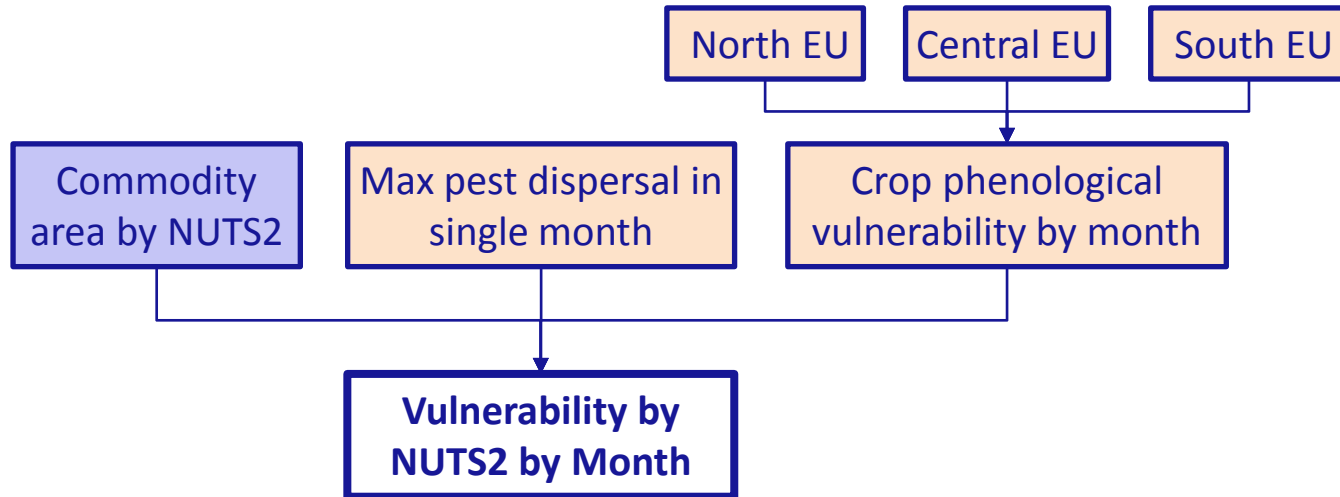 North EU
Central EU
South EU
Commodity
area by NUTS2
Max pest dispersal in
single month
Crop phenological
vulnerability by month
Vulnerability by
NUTS2 by Month